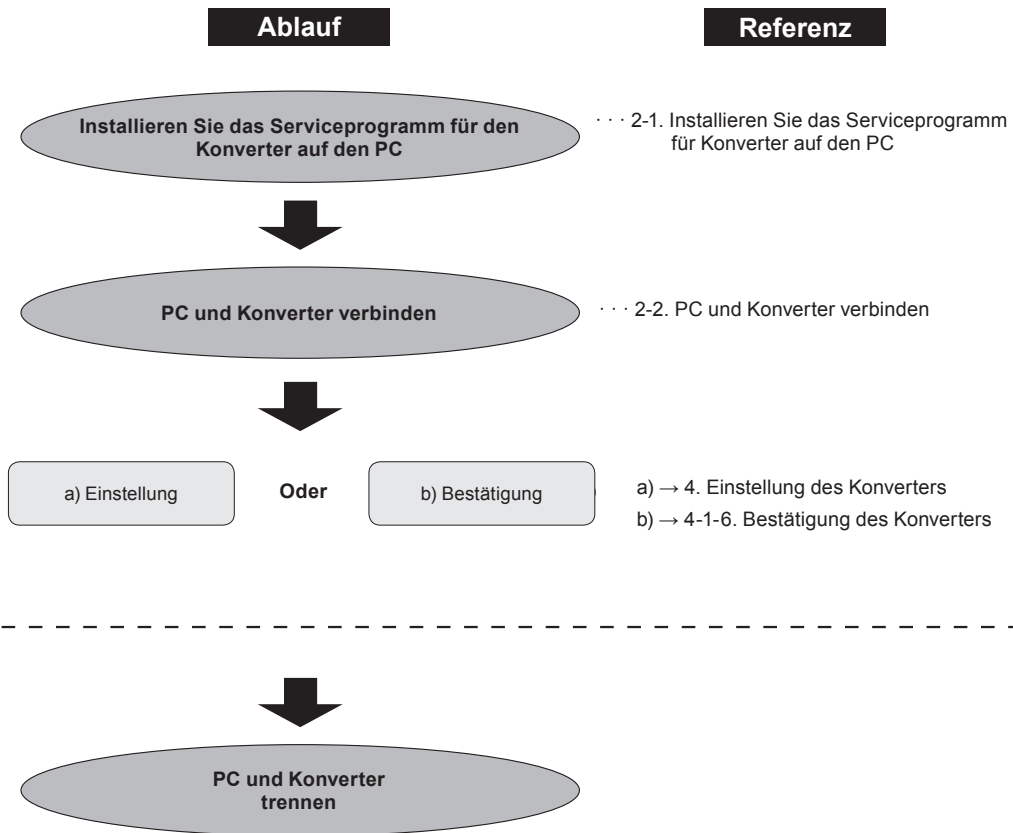 Ablauf
Referenz
Installieren Sie das Serviceprogramm für den
Konverter auf den PC
· · · 2-1. Installieren Sie das Serviceprogramm
für Konverter auf den PC
PC und Konverter verbinden
· · · 2-2. PC und Konverter verbinden
a) Einstellung
Oder
b) Bestätigung
a) → 4. Einstellung des Konverters
b) → 4-1-6. Bestätigung des Konverters
PC und Konverter
trennen